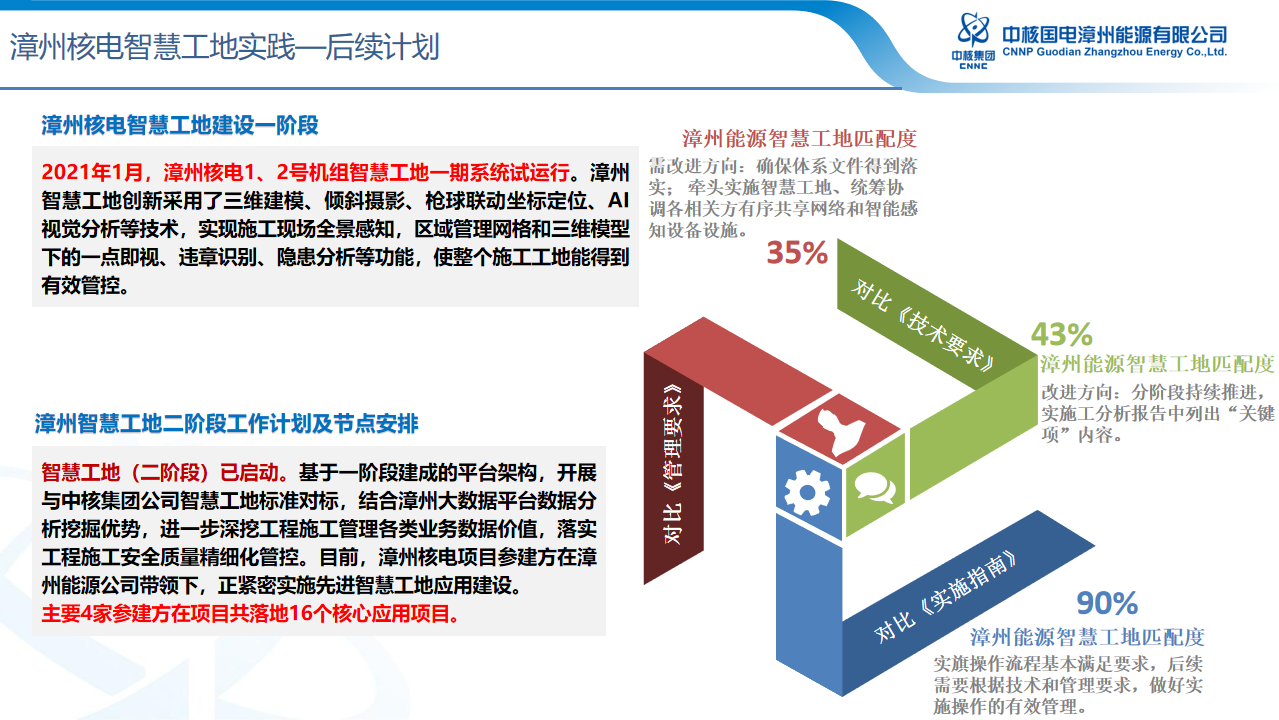 漳州核电智慧工地实践—后续计划
中核集团
CNNC
中核国电漳州能源有限公司
CNNP Guodian Zhangzhou Energy Co.,Ltd.
漳州核电智慧工地建设一阶段
2021年1月，漳州核电1、2号机组智慧工地一期系统试运行。漳州
智慧工地创新采用了三维建模、倾斜摄影、枪球联动坐标定位、AI
视觉分析等技术，实现施工现场全景感知，区域管理网格和三维模型
下的一点即视、违章识别、隐患分析等功能，使整个施工工地能得到
有效管控。
漳州智慧工地二阶段工作计划及节点安排
智慧工地（二阶段）已启动。基于一阶段建成的平台架构，开展
与中核集团公司智慧工地标准对标，结合漳州大数据平台数据分
析挖掘优势，进一步深挖工程施工管理各类业务数据价值，落实
工程施工安全质量精细化管控。目前，漳州核电项目参建方在漳
州能源公司带领下，正紧密实施先进智慧工地应用建设。
主要4家参建方在项目共落地16个核心应用项目。
漳州能源智慧工地匹配度
需改进方向：确保体系文件得到落
实； 牵头实施智慧工地、统筹协
调各相关方有序共享网络和智能感
知设备设施。
35%
对比《技术要求》
43%
漳州能源智慧工地匹配度
改进方向：分阶段持续推进，
实施工分析报告中列出“关键
项”内容。
对比《管理要求》
对比《实施指南》
90%
漳州能源智慧工地匹配度
实旗操作流程基本满足要求，后续
需要根据技术和管理要求，做好实
施操作的有效管理。